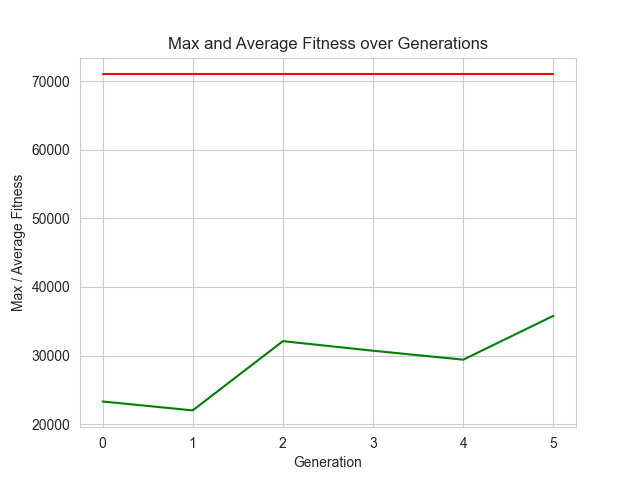 Max and Average Fitness over Generations
Max / Average Fitness
70000
60000
50000
40000
30000
20000
0 1 2 3 4 5
Generation